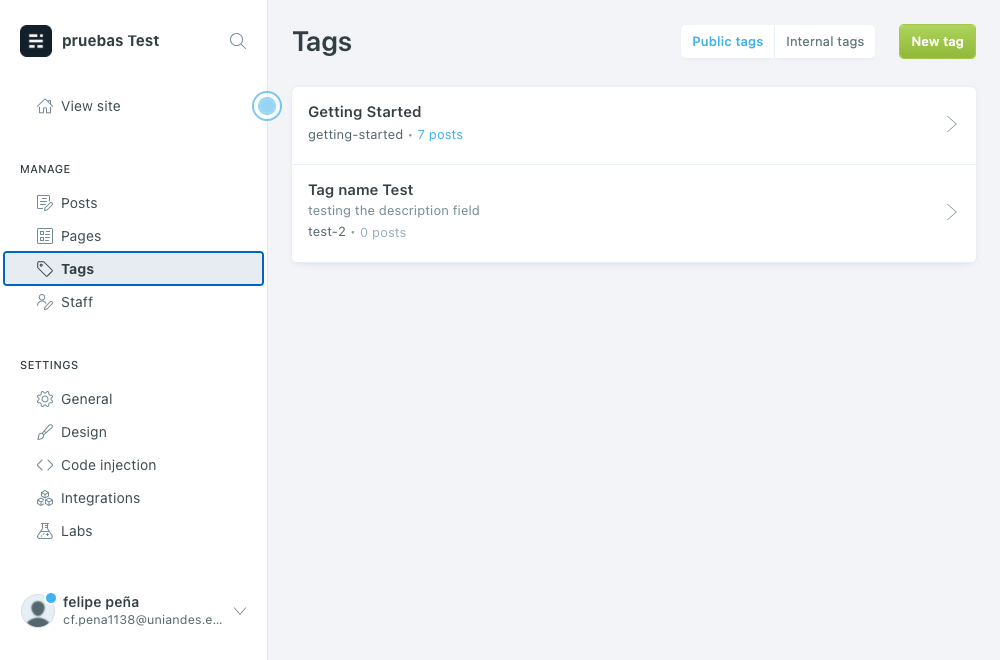 pruebas Test
View site
MANAGE
Posts
Pages
Tags
Staff
SETTINGS
General
Design
Code injection
Integrations
Labs
felipe peña
cf.pena1138@uniandes.e...
Tags
Public tags
Internal tags
New tag
Getting Started
getting-started • 7 posts
Tag name Test
testing the description field
test-2 • 0 posts